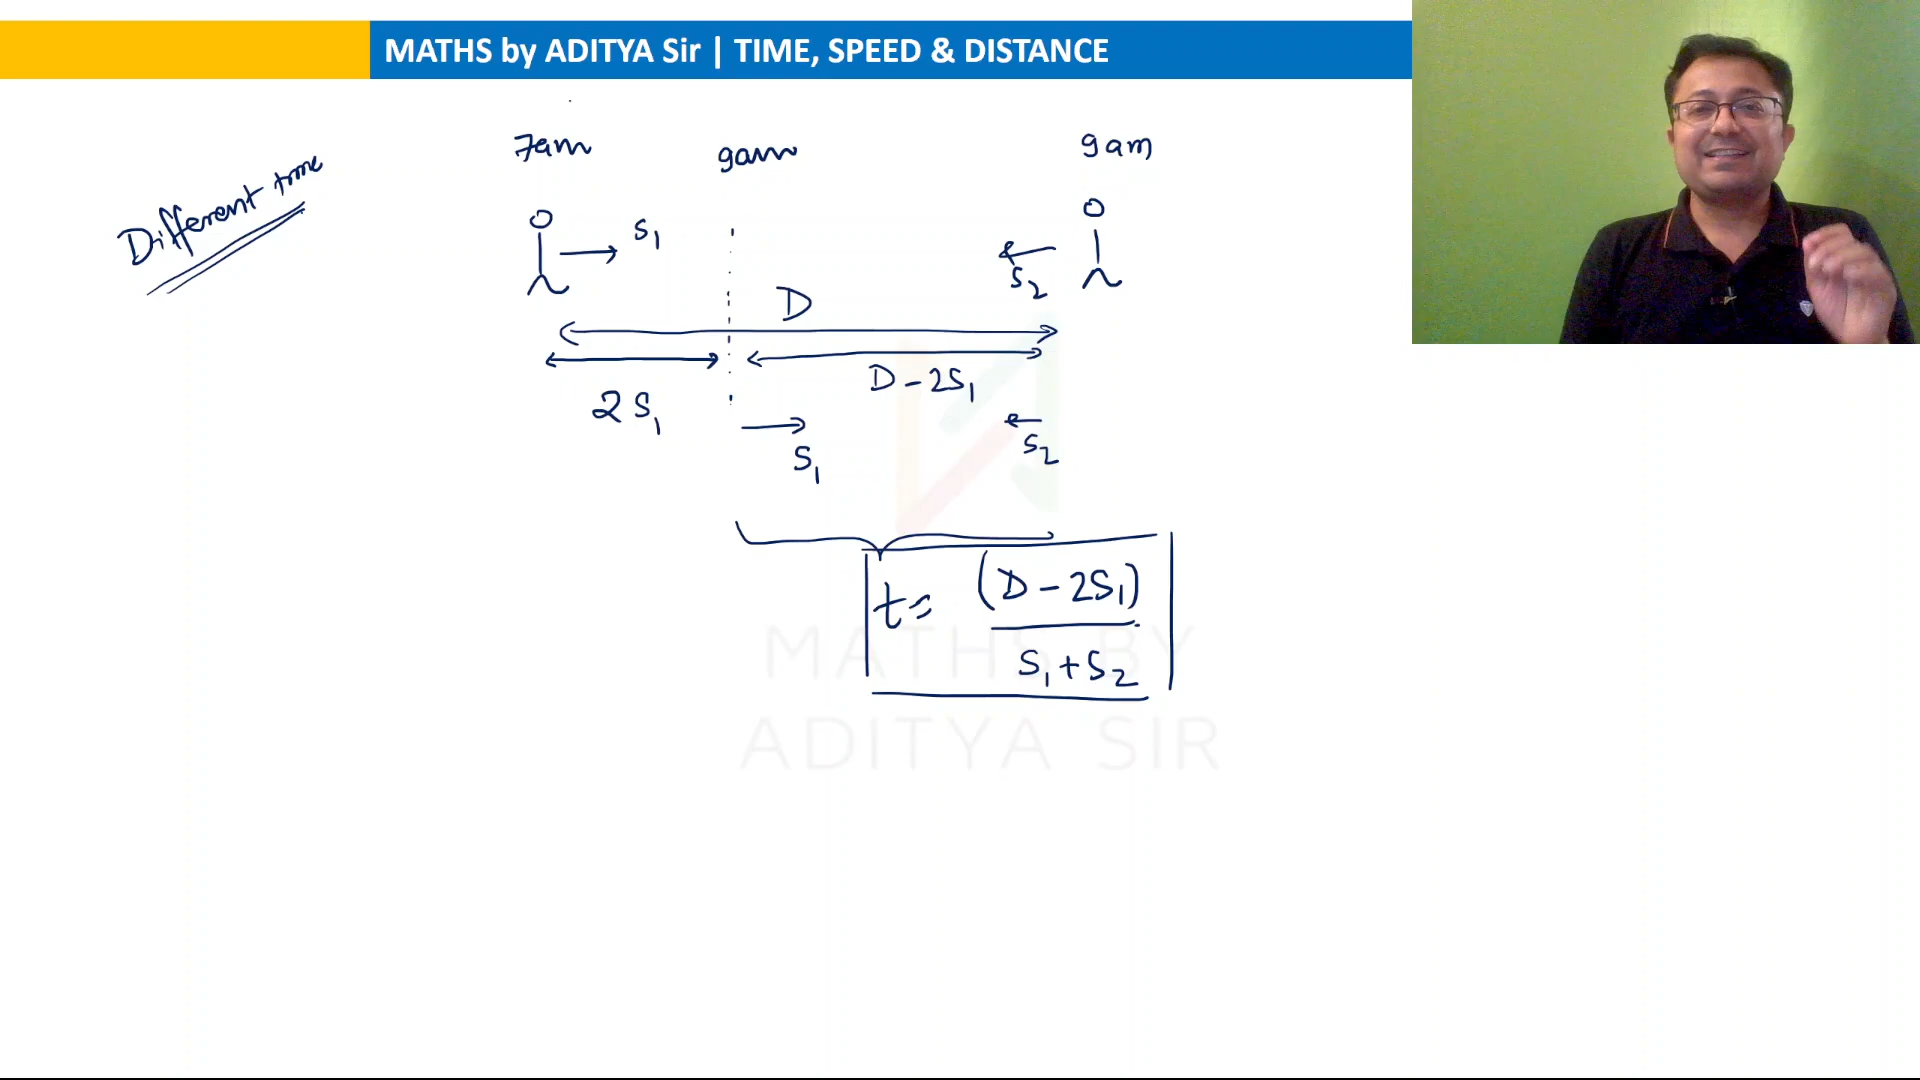 MATHS by ADITYA Sir | TIME, SPEED & DISTANCE
7am 9am 9am
Different time
S1
S2
D
D - 2S1
2S1
S1 S2
t = (D - 2S1)
S1 + S2
MATHS BY
ADITYA SIR